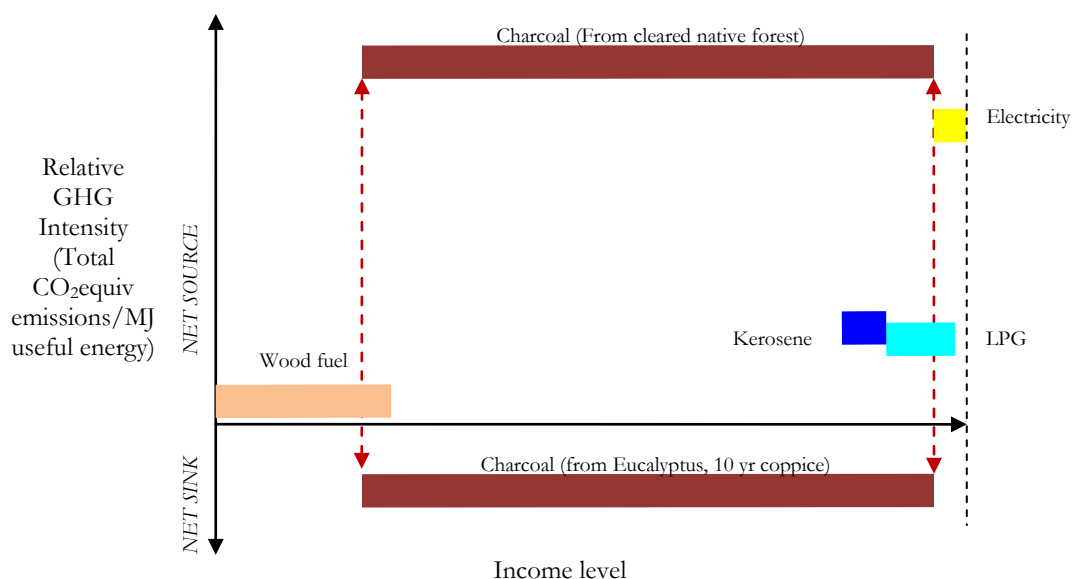 Charcoal (From cleared native forest)
Electricity
Relative
GHG
Intensity
(Total
CO₂equiv
emissions/MJ
useful energy)
NET SOURCE
Kerosene
LPG
Wood fuel
NET SINK
Charcoal (from Eucalyptus, 10 yr coppice)
Income level